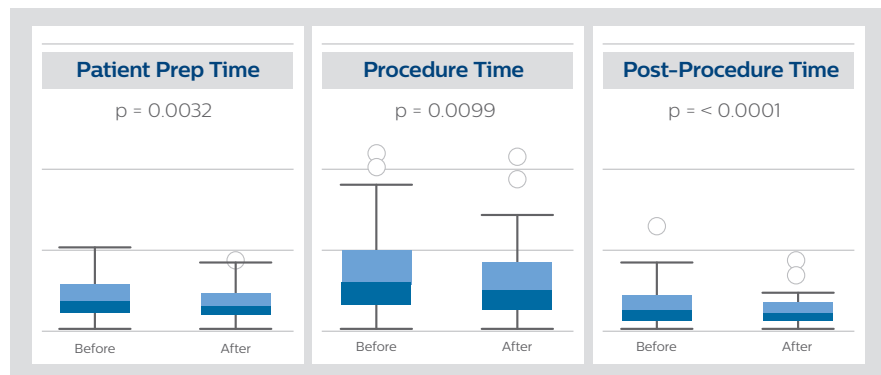 Patient Prep Time
p = 0.0032
Before
After
Procedure Time
p = 0.0099
Before
After
Post-Procedure Time
p = < 0.0001
Before
After